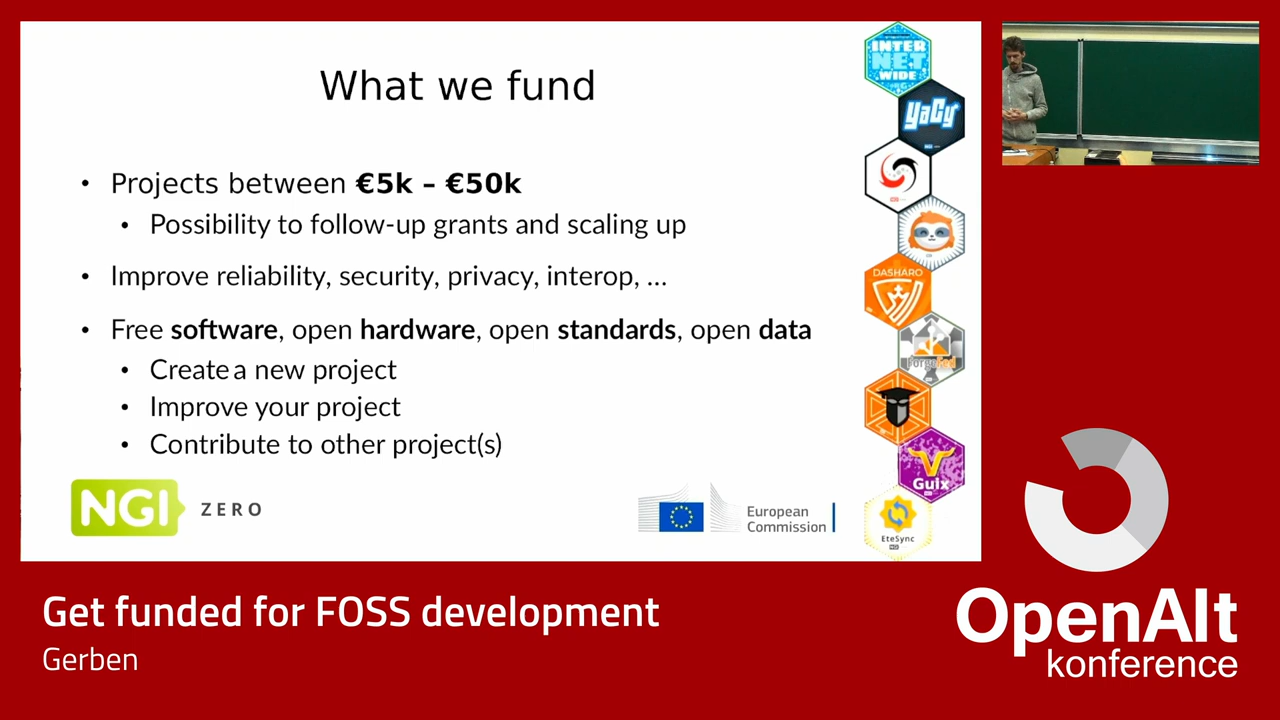 What we fund
• Projects between €5k – €50k
• Possibility to follow-up grants and scaling up
• Improve reliability, security, privacy, interop, ...
• Free software, open hardware, open standards, open data
• Create a new project
• Improve your project
• Contribute to other project(s)
NGI ZERO
European
Commission
INTER
NET
WIDE
YaCy
DASHARO
ForgeFed
Guix
EteSync
Get funded for FOSS development
Gerben
OpenAlt
konference